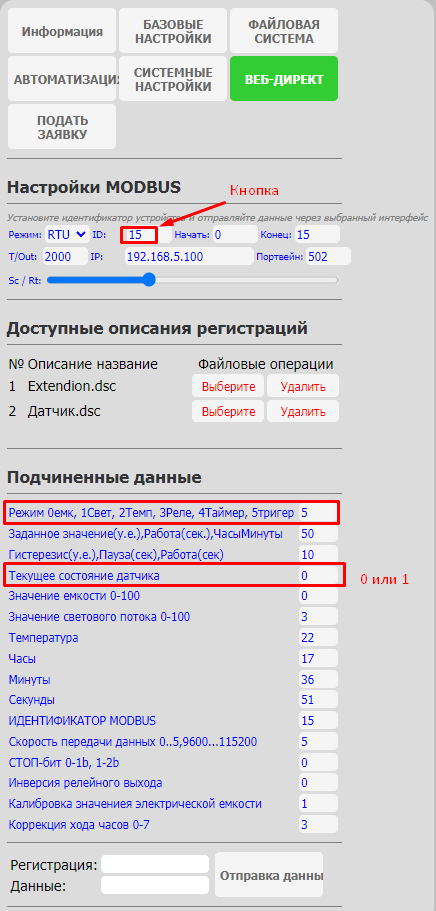 Информация
БАЗОВЫЕ НАСТРОЙКИ
ФАЙЛОВАЯ СИСТЕМА
АВТОМАТИЗАЦИЯ
СИСТЕМНЫЕ НАСТРОЙКИ
ВЕБ-ДИРЕКТ
ПОДАТЬ ЗАЯВКУ
Настройки MODBUS
Кнопка
Установите идентификатор устройства и отправляйте данные через выбранный интерфейс
Режим: RTU ID: 15 Начать: 0 Конец: 15
T/Out: 2000 IP: 192.168.5.100 Портвейн: 502
Sc / Rt:
Доступные описания регистраций
№ Описание название Файловые операции
1 Extendion.dsc Выберите Удалить
2 Датчик.dsc Выберите Удалить
Подчиненные данные
Режим 0емк, 1Свет, 2Темп, 3Реле, 4Таймер, 5тригер 5
Заданное значение(у.е.),Работа(сек.),ЧасыМинуты 50
Гистерезис(у.е.),Пауза(сек),Работа(сек) 10
Текущее состояние датчика 0 0 или 1
Значение емкости 0-100 0
Значение светового потока 0-100 3
Температура 22
Часы 17
Минуты 36
Секунды 51
ИДЕНТИФИКАТОР MODBUS 15
Скорость передачи данных 0..5,9600...115200 5
СТОП-бит 0-1b, 1-2b 0
Инверсия релейного выхода 0
Калибровка значениея электрической емкости 1
Коррекция хода часов 0-7 3
Регистрация:
Данные:
Отправка данны